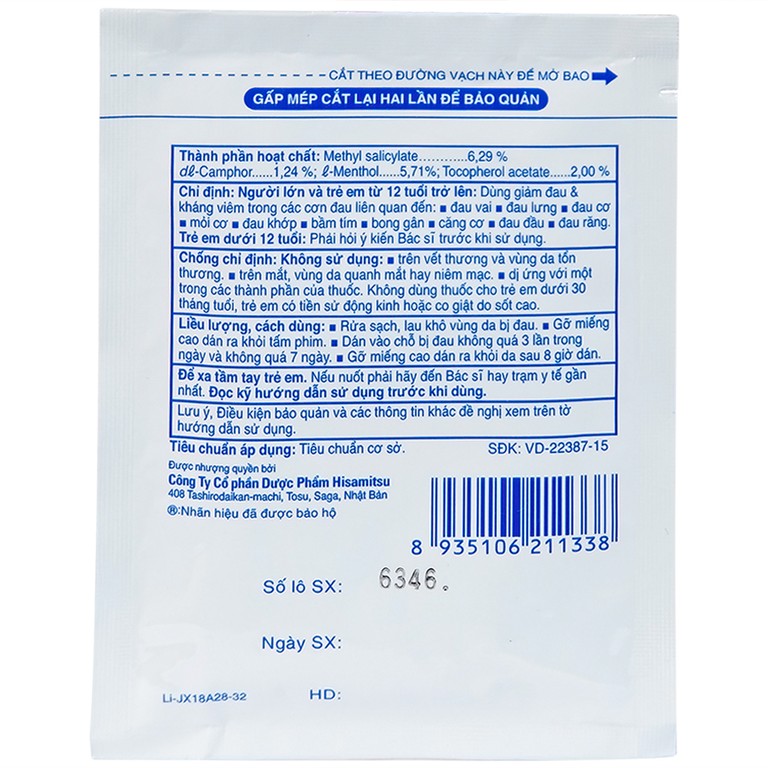 CẮT THEO ĐƯỜNG VẠCH NÀY ĐỂ MỞ BAO
GẤP MÉP CẮT LẠI HAI LẦN ĐỂ BẢO QUẢN
Thành phần hoạt chất: Methyl salicylate............6,29 %
dℓ-Camphor......1,24 %; ℓ-Menthol.....5,71%; Tocopherol acetate.....2,00 %
Chỉ định: Người lớn và trẻ em từ 12 tuổi trở lên: Dùng giảm đau &
kháng viêm trong các cơn đau liên quan đến: ■ đau vai ■ đau lưng ■ đau cơ
■ mỏi cơ ■ đau khớp ■ bầm tím ■ bong gân ■ căng cơ ■ đau đầu ■ đau răng.
Trẻ em dưới 12 tuổi: Phải hỏi ý kiến Bác sĩ trước khi sử dụng.
Chống chỉ định: Không sử dụng: ■ trên vết thương và vùng da tổn
thương. ■ trên mắt, vùng da quanh mắt hay niêm mạc. ■ dị ứng với một
trong các thành phần của thuốc. Không dùng thuốc cho trẻ em dưới 30
tháng tuổi, trẻ em có tiền sử động kinh hoặc co giật do sốt cao.
Liều lượng, cách dùng: ■ Rửa sạch, lau khô vùng da bị đau. ■ Gỡ miếng
cao dán ra khỏi tấm phim. ■ Dán vào chỗ bị đau không quá 3 lần trong
ngày và không quá 7 ngày. ■ Gỡ miếng cao dán ra khỏi da sau 8 giờ dán.
Để xa tầm tay trẻ em. Nếu nuốt phải hãy đến Bác sĩ hay trạm y tế gần
nhất. Đọc kỹ hướng dẫn sử dụng trước khi dùng.
Lưu ý, Điều kiện bảo quản và các thông tin khác đề nghị xem trên tờ
hướng dẫn sử dụng.
Tiêu chuẩn áp dụng: Tiêu chuẩn cơ sở. SĐK: VD-22387-15
Được nhượng quyền bởi
Công Ty Cổ phần Dược Phẩm Hisamitsu
408 Tashirodaikan-machi, Tosu, Saga, Nhật Bản
®:Nhãn hiệu đã được bảo hộ
8 935106 211338
Số lô SX: 6346.
Ngày SX:
Li-JX18A28-32 HD: